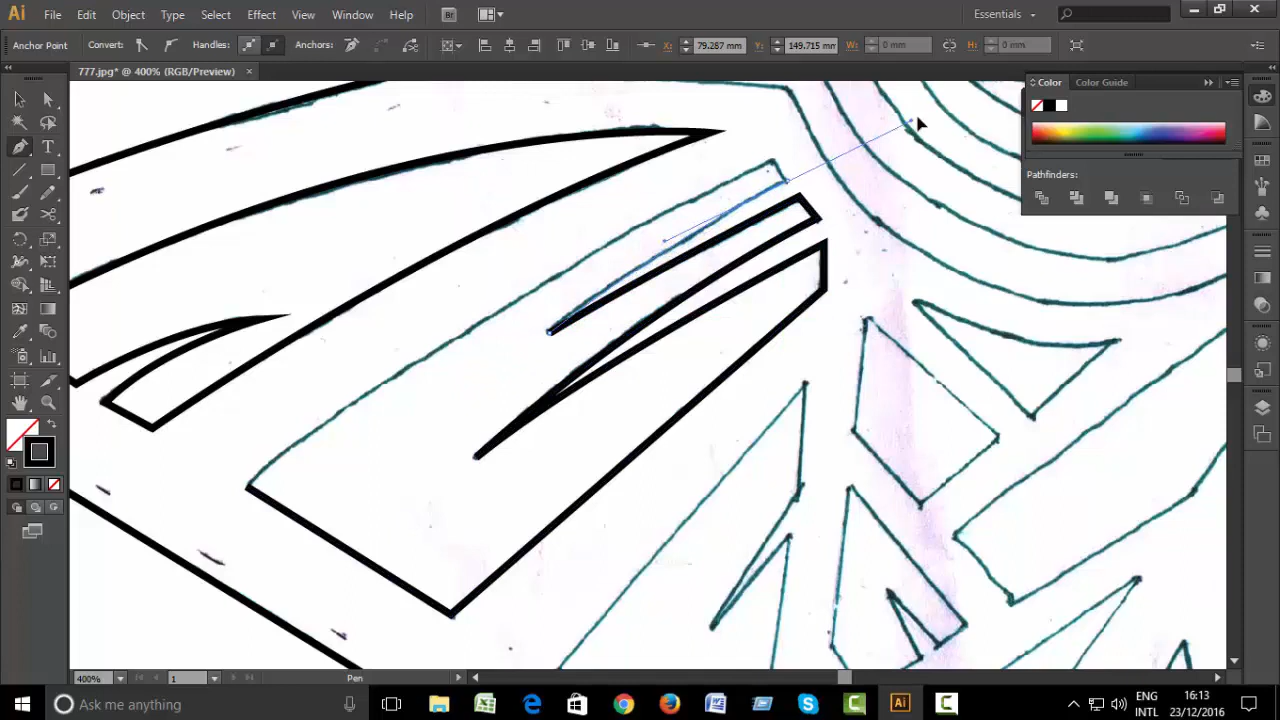 Ai File Edit Object Type Select Effect View Window Help Br Essentials
Anchor Point Convert: Handles: Anchors: X: 79.287 mm Y: 149.715 mm W: 0 mm H: 0 mm
777.jpg* @ 400% (RGB/Preview)
Color Color Guide
Pathfinders:
400% 1 Pen
Ask me anything
ENG
INTL
16:13
23/12/2016